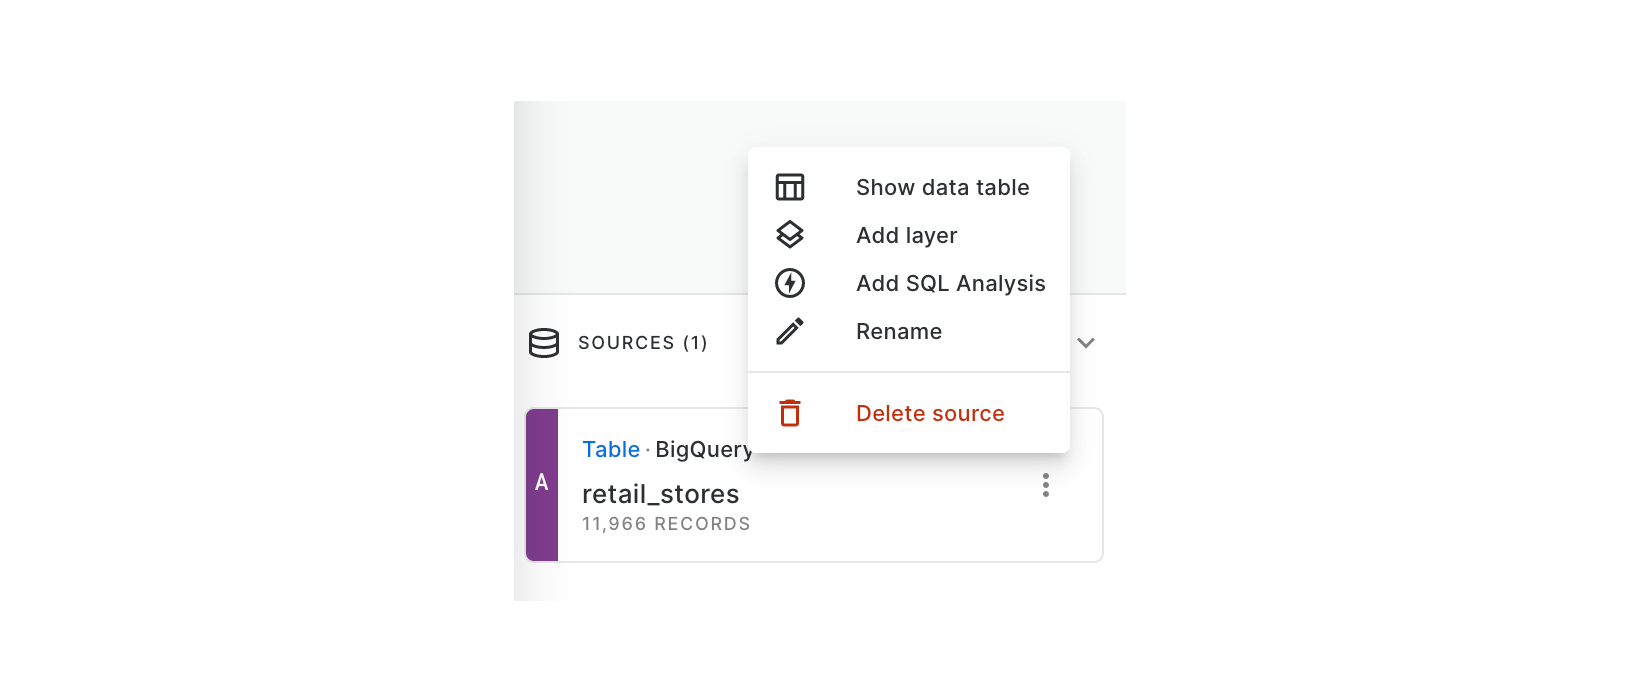 Show data table
Add layer
Add SQL Analysis
Rename
Delete source
SOURCES (1)
Table · BigQuery
A
retail_stores
11,966 RECORDS